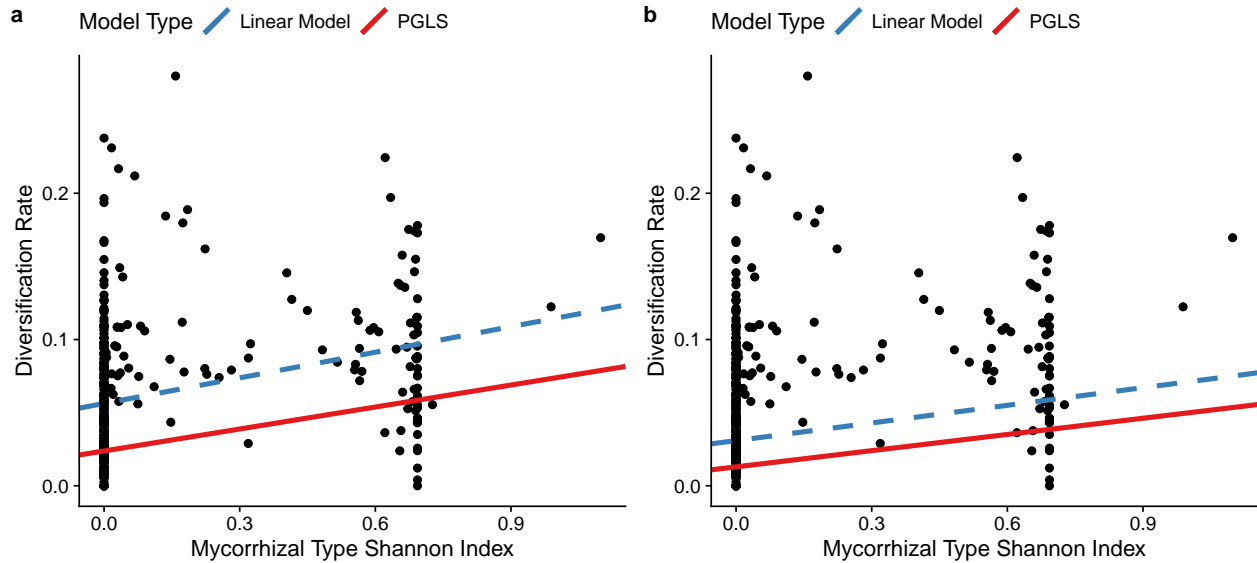 a Model Type Linear Model PGLS
Diversification Rate
0.2
0.1
0.0
0.0 0.3 0.6 0.9
Mycorrhizal Type Shannon Index
b Model Type Linear Model PGLS
Diversification Rate
0.2
0.1
0.0
0.0 0.3 0.6 0.9
Mycorrhizal Type Shannon Index